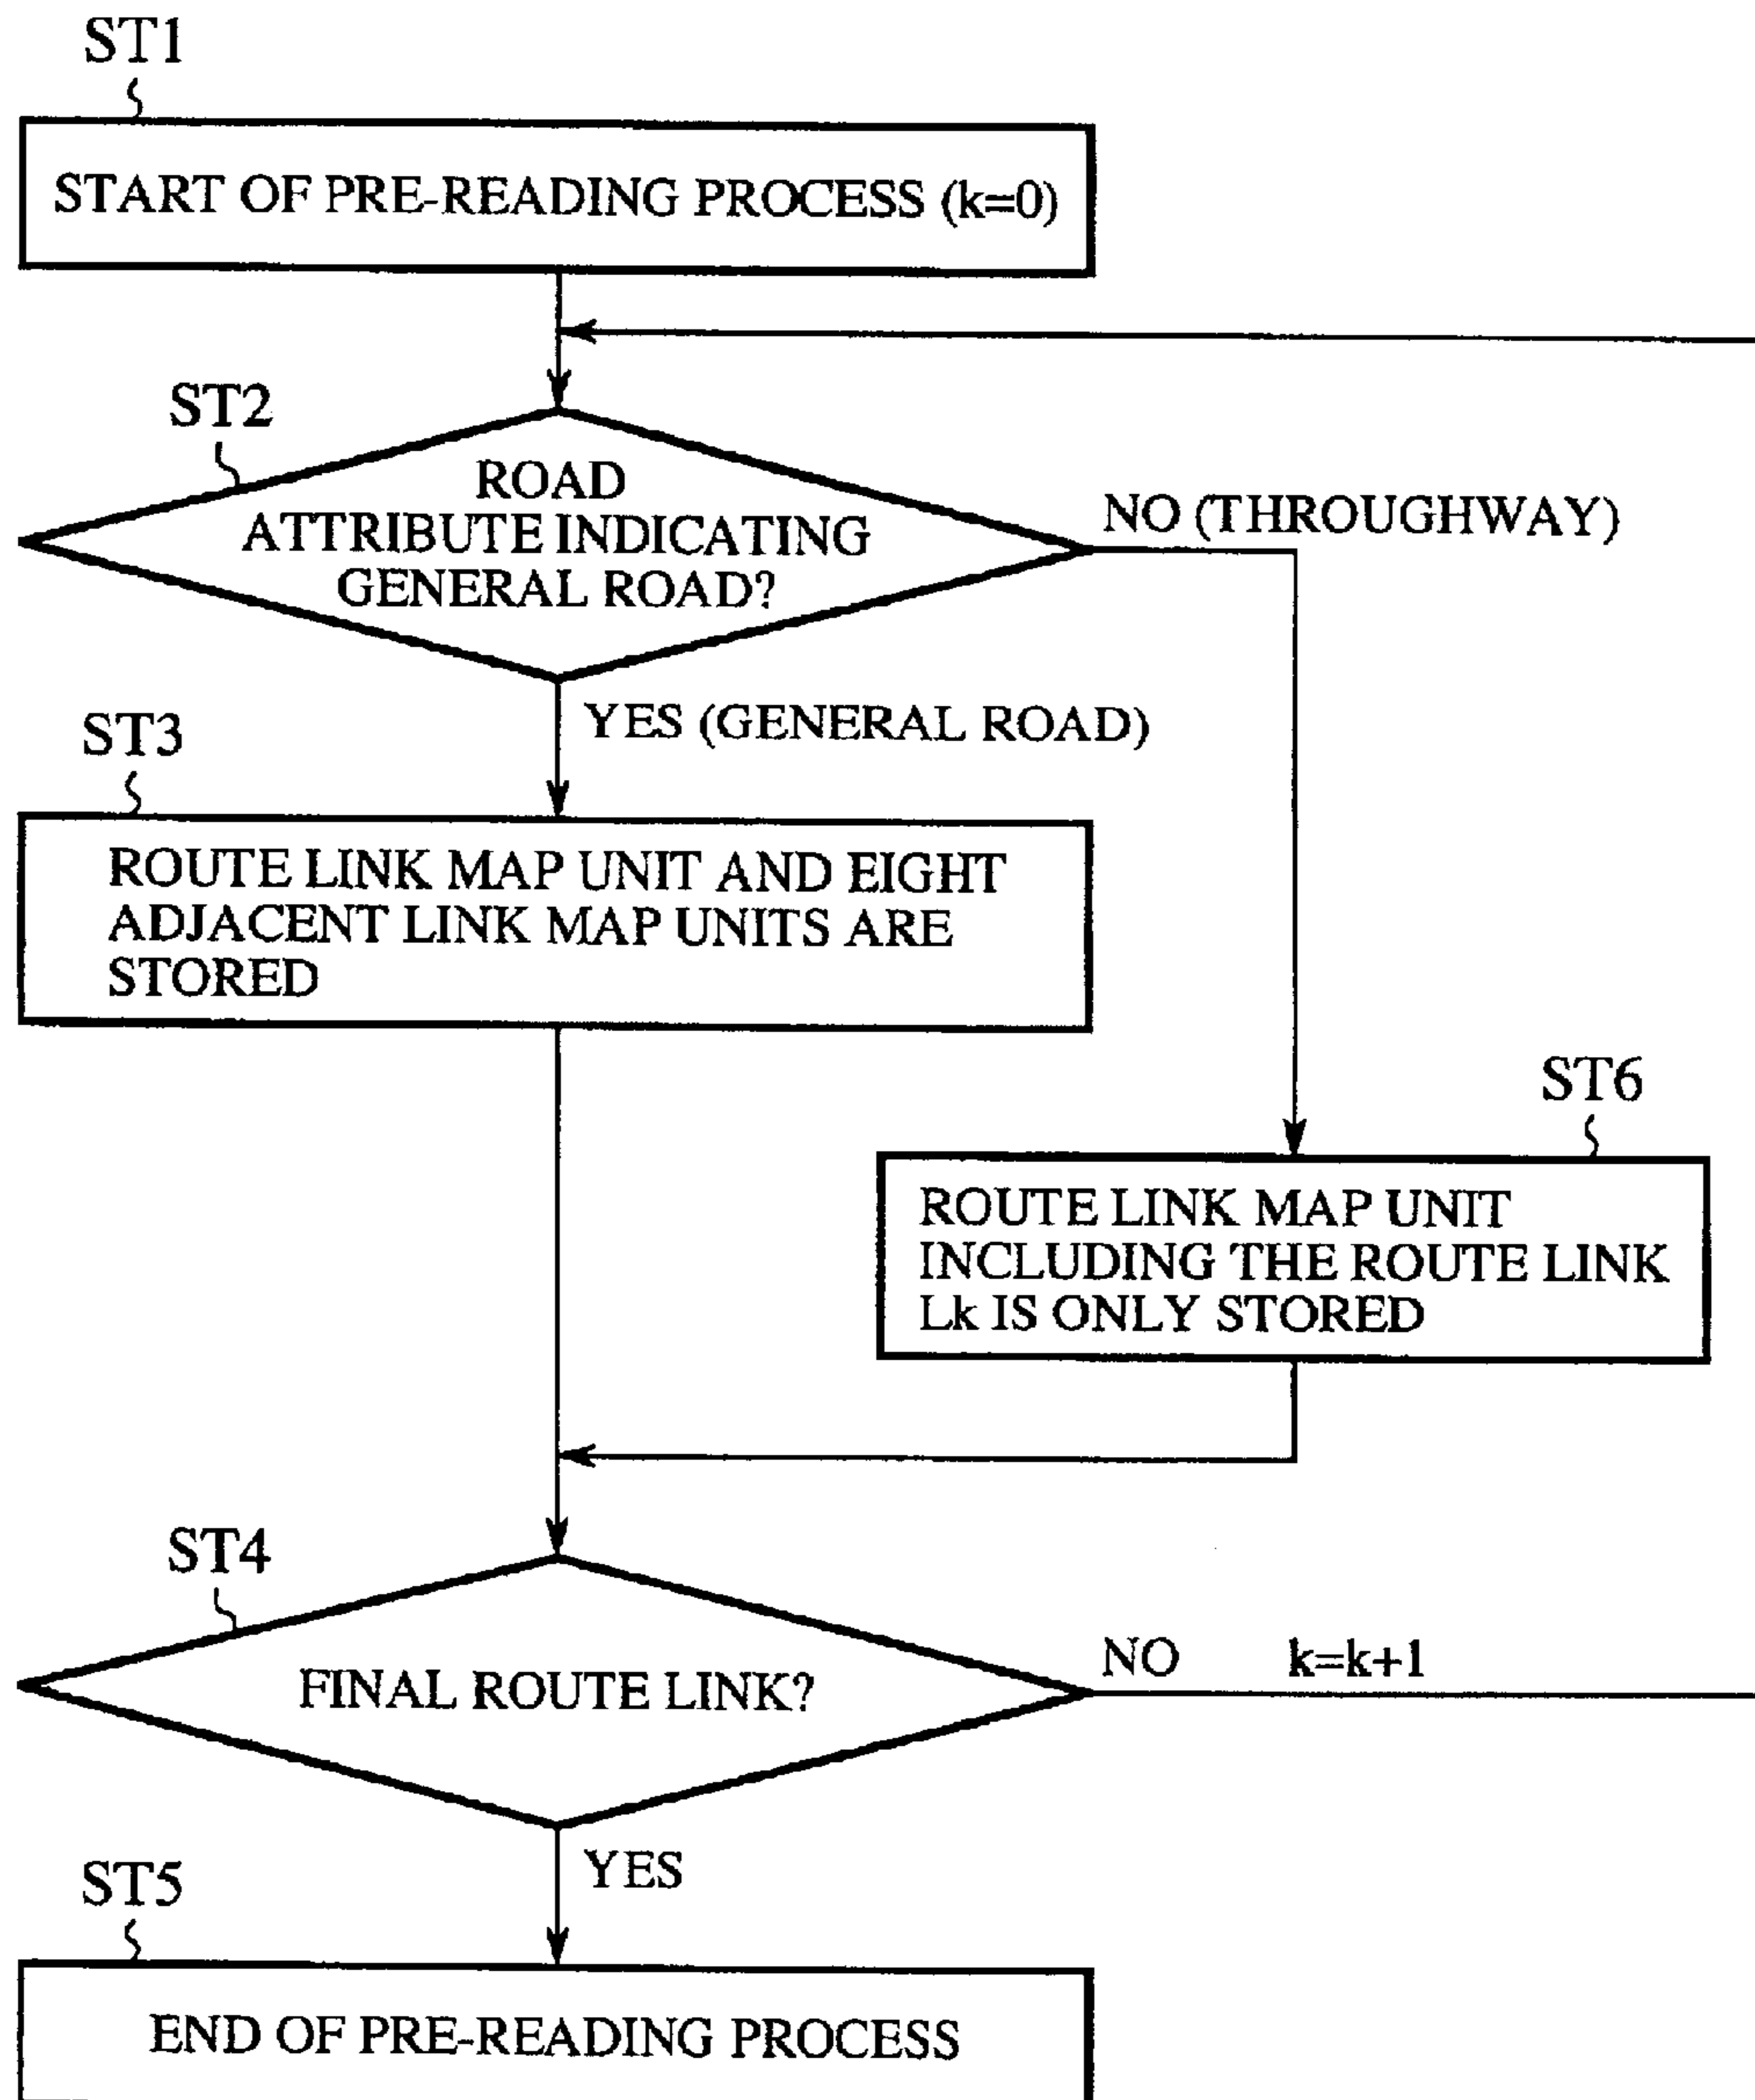 ST1
START OF PRE-READING PROCESS (k=0)
ST2
ROAD
ATTRIBUTE INDICATING
GENERAL ROAD?
NO (THROUGHWAY)
YES (GENERAL ROAD)
ST3
ROUTE LINK MAP UNIT AND EIGHT
ADJACENT LINK MAP UNITS ARE
STORED
ST6
ROUTE LINK MAP UNIT
INCLUDING THE ROUTE LINK
Lk IS ONLY STORED
ST4
FINAL ROUTE LINK?
NO k=k+1
YES
ST5
END OF PRE-READING PROCESS